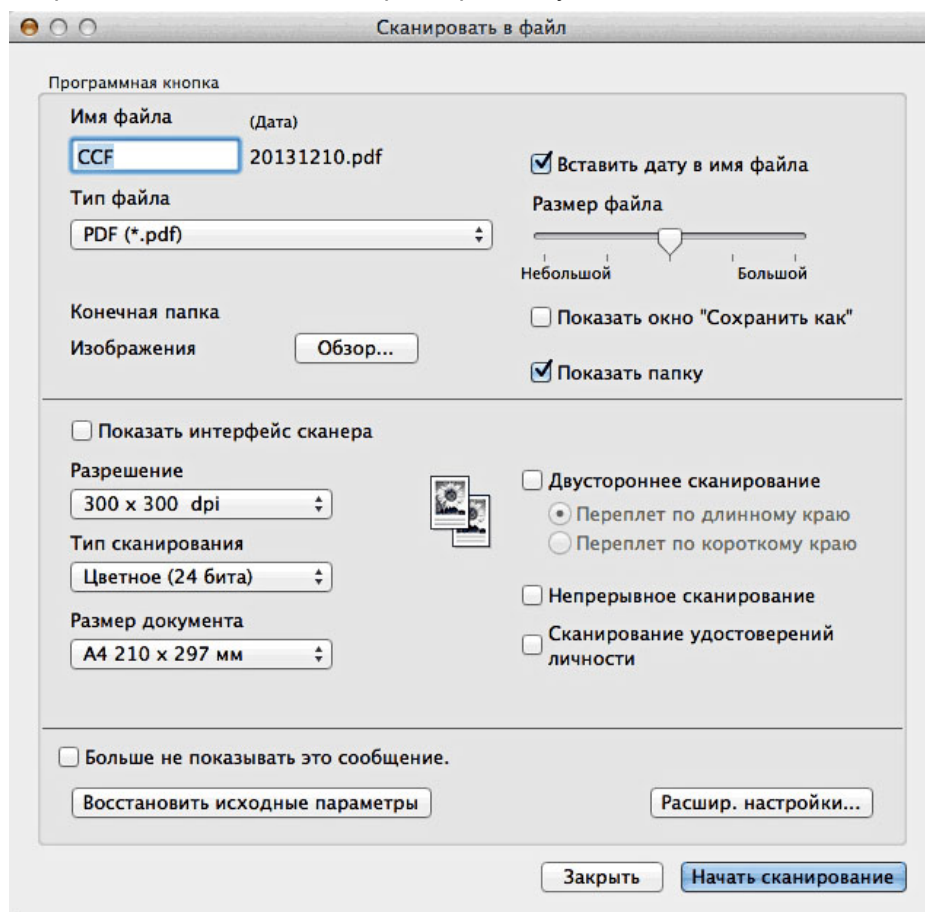 Сканировать в файл
Программная кнопка
Имя файла (Дата)
CCF 20131210.pdf
Вставить дату в имя файла
Тип файла
Размер файла
PDF (*.pdf)
Небольшой Большой
Конечная папка
Показать окно "Сохранить как"
Изображения Обзор...
Показать папку
Показать интерфейс сканера
Разрешение
300 x 300 dpi
Двустороннее сканирование
Переплет по длинному краю
Переплет по короткому краю
Тип сканирования
Цветное (24 бита)
Непрерывное сканирование
Размер документа
A4 210 x 297 мм
Сканирование удостоверений
личности
Больше не показывать это сообщение.
Восстановить исходные параметры Расшир. настройки...
Закрыть Начать сканирование